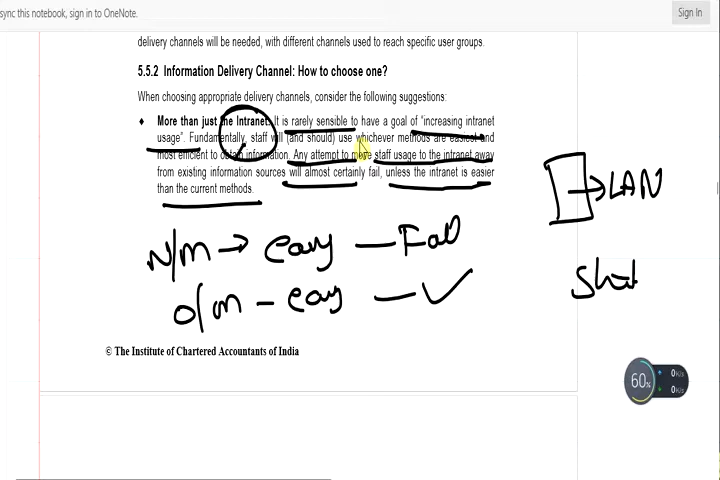 sync this notebook, sign in to OneNote.
Sign In
delivery channels will be needed, with different channels used to reach specific user groups.
5.5.2 Information Delivery Channel: How to choose one?
When choosing appropriate delivery channels, consider the following suggestions:
♦ More than just the Intranet: It is rarely sensible to have a goal of "increasing intranet
usage". Fundamentally, staff will (and should) use whichever methods are easiest and
most efficient to obtain information. Any attempt to move staff usage to the intranet away
from existing information sources will almost certainly fail, unless the intranet is easier
than the current methods.
→LAN
N/m → easy —
O/m - easy — ✓
© The Institute of Chartered Accountants of India
60%
0K/s
0K/s